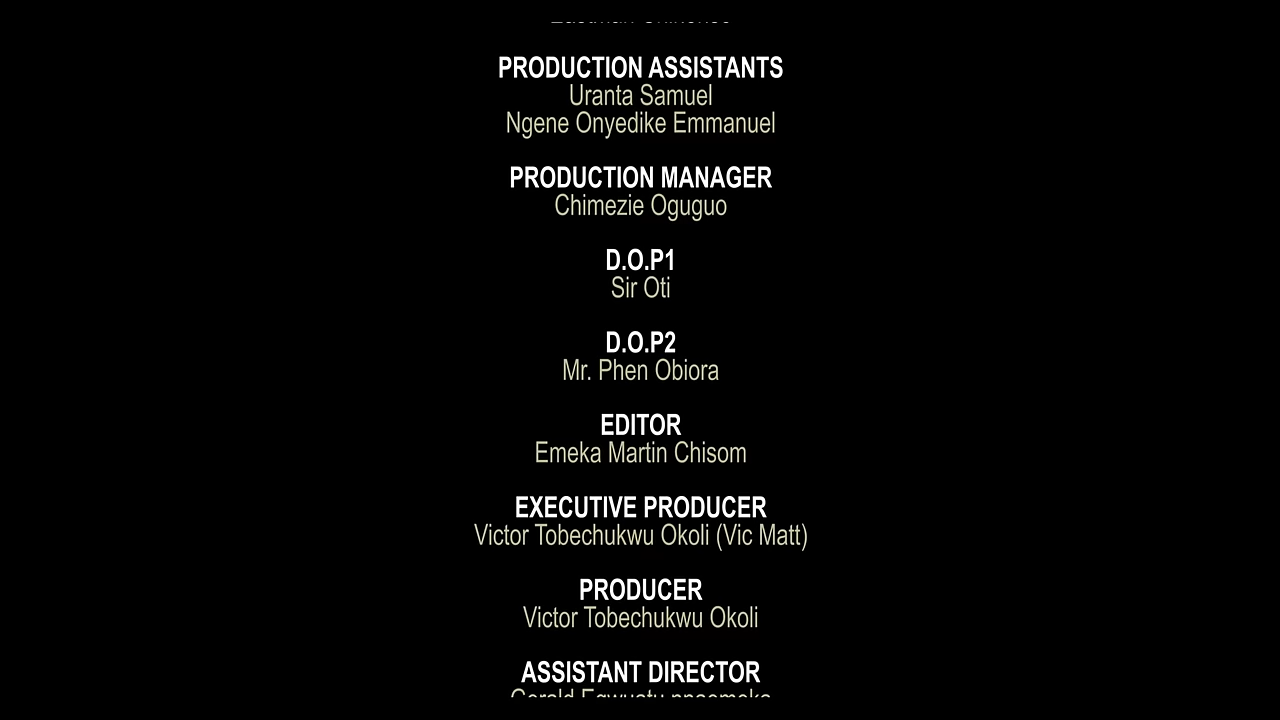 PRODUCTION ASSISTANTS
Uranta Samuel
Ngene Onyedike Emmanuel
PRODUCTION MANAGER
Chimezie Oguguo
D.O.P1
Sir Oti
D.O.P2
Mr. Phen Obiora
EDITOR
Emeka Martin Chisom
EXECUTIVE PRODUCER
Victor Tobechukwu Okoli (Vic Matt)
PRODUCER
Victor Tobechukwu Okoli
ASSISTANT DIRECTOR
Gerald